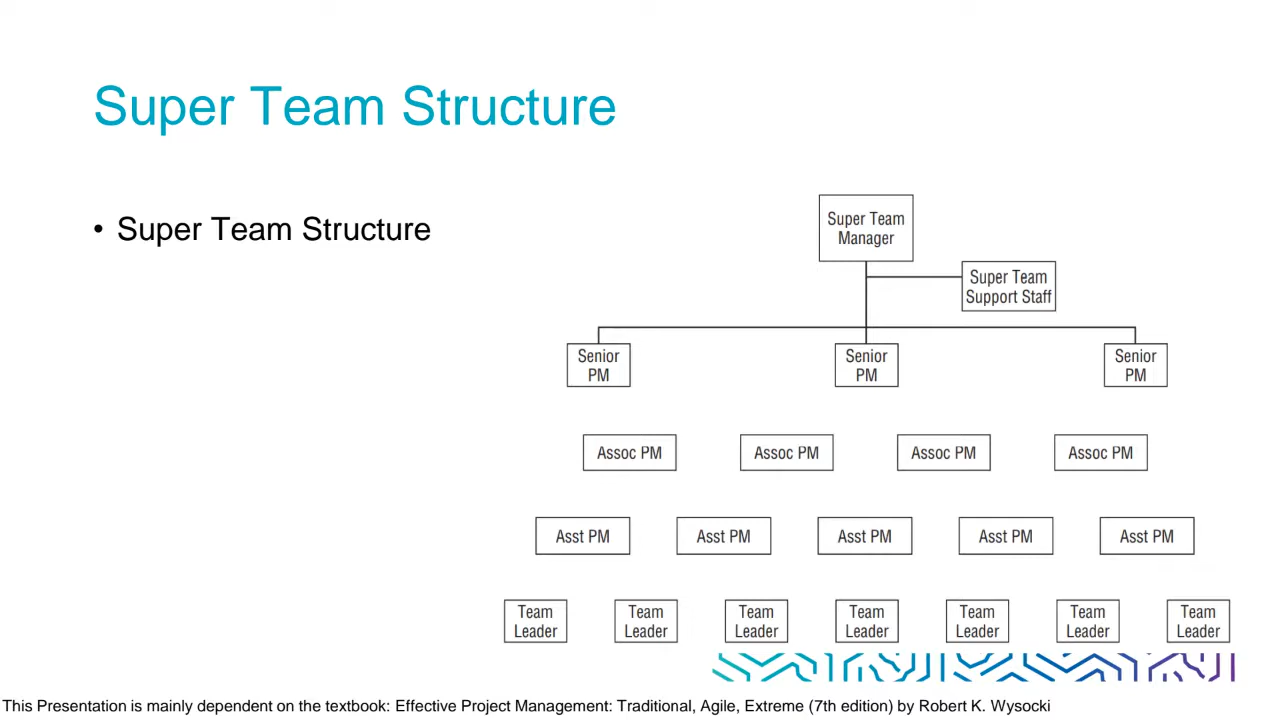 Super Team Structure
• Super Team Structure
Super Team
Manager
Super Team
Support Staff
Senior
PM
Senior
PM
Senior
PM
Assoc PM
Assoc PM
Assoc PM
Assoc PM
Asst PM
Asst PM
Asst PM
Asst PM
Asst PM
Team
Leader
Team
Leader
Team
Leader
Team
Leader
Team
Leader
Team
Leader
Team
Leader
This Presentation is mainly dependent on the textbook: Effective Project Management: Traditional, Agile, Extreme (7th edition) by Robert K. Wysocki